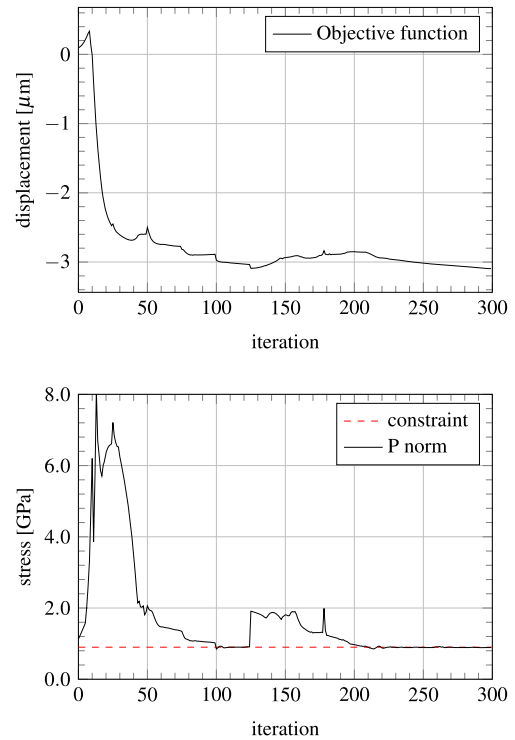 Objective function
0
−1
−2
−3
displacement [μm]
0 50 100 150 200 250 300
iteration
8.0
6.0
4.0
2.0
0.0
constraint
P norm
stress [GPa]
0 50 100 150 200 250 300
iteration